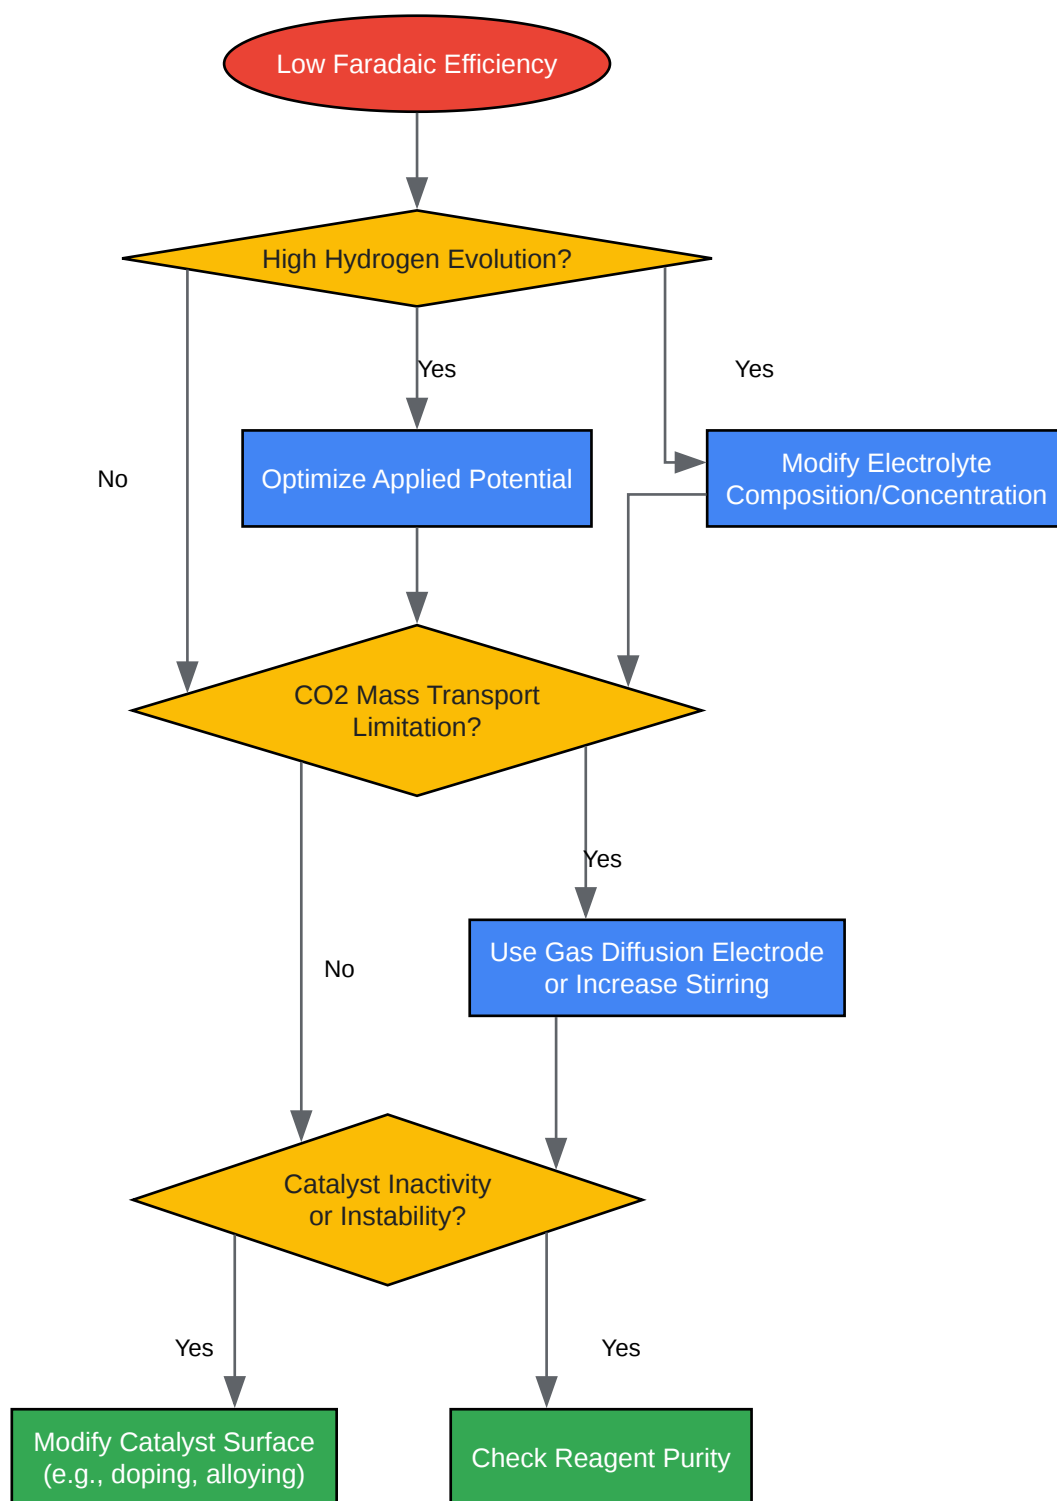 Low Faradaic Efficiency
High Hydrogen Evolution?
Yes
Yes
No
Optimize Applied Potential
Modify Electrolyte
Composition/Concentration
CO2 Mass Transport
Limitation?
Yes
No
Use Gas Diffusion Electrode
or Increase Stirring
Catalyst Inactivity
or Instability?
Yes
Yes
Modify Catalyst Surface
(e.g., doping, alloying)
Check Reagent Purity